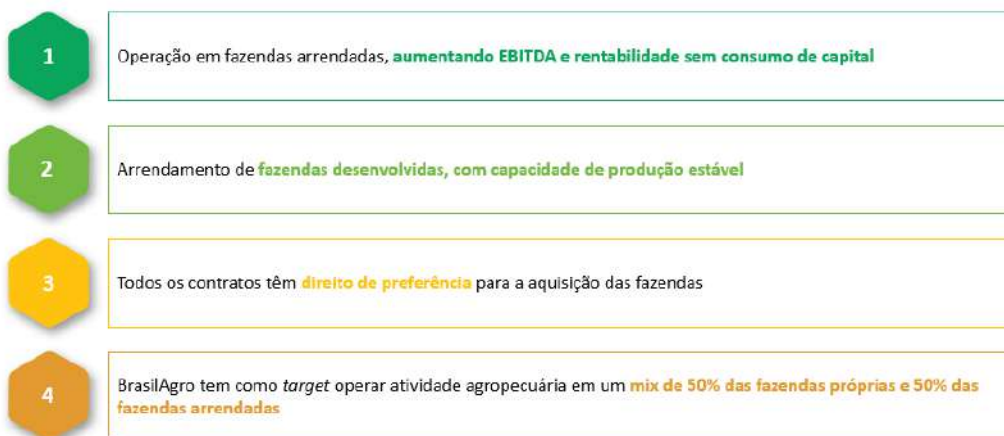 1
Operação em fazendas arrendadas, aumentando EBITDA e rentabilidade sem consumo de capital
2
Arrendamento de fazendas desenvolvidas, com capacidade de produção estável
3
Todos os contratos têm direito de preferência para a aquisição das fazendas
4
BrasilAgro tem como target operar atividade agropecuária em um mix de 50% das fazendas próprias e 50% das
fazendas arrendadas